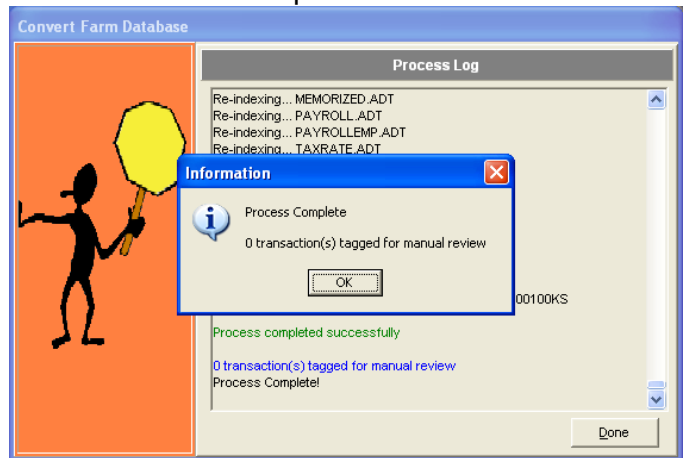 Convert Farm Database
Process Log
Re-indexing... MEMORIZED.ADT
Re-indexing... PAYROLL.ADT
Re-indexing... PAYROLLEMP.ADT
Re-indexing... TAXRATE.ADT
Information
Process Complete
0 transaction(s) tagged for manual review
OK
00100KS
Process completed successfully
0 transaction(s) tagged for manual review
Process Complete!
Done